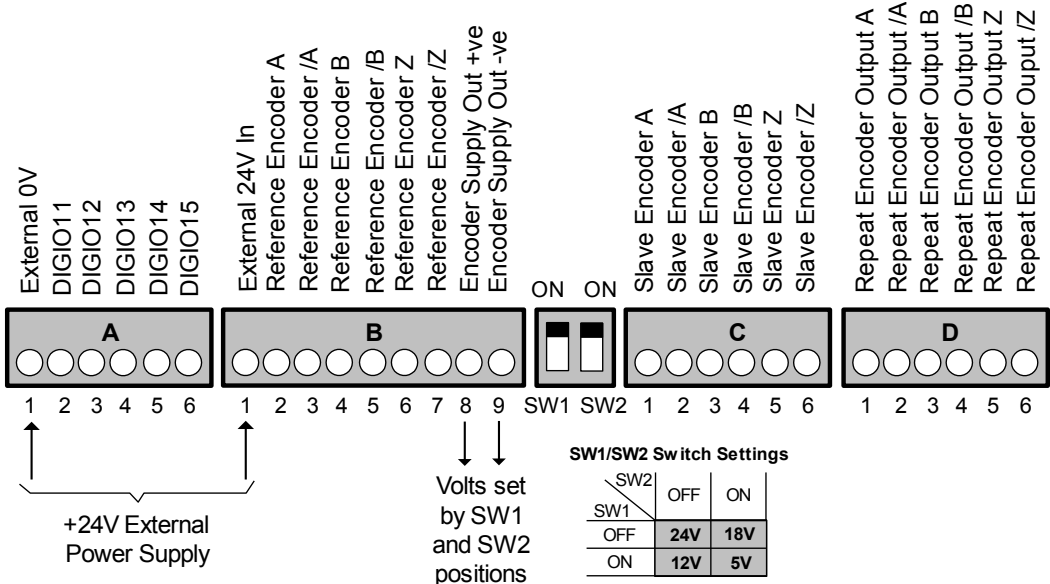 External 0V
DIGIO11
DIGIO12
DIGIO13
DIGIO14
DIGIO15
External 24V In
Reference Encoder A
Reference Encoder /A
Reference Encoder B
Reference Encoder /B
Reference Encoder Z
Reference Encoder /Z
Encoder Supply Out +ve
Encoder Supply Out -ve
ON ON
Slave Encoder A
Slave Encoder /A
Slave Encoder B
Slave Encoder /B
Slave Encoder Z
Slave Encoder /Z
Repeat Encoder Output A
Repeat Encoder Output /A
Repeat Encoder Output B
Repeat Encoder Output /B
Repeat Encoder Output Z
Repeat Encoder Ouput /Z
A
B
C
D
1 2 3 4 5 6
1 2 3 4 5 6 7 8 9
SW1 SW2
1 2 3 4 5 6
1 2 3 4 5 6
+24V External
Power Supply
Volts set
by SW1
and SW2
positions
SW1/SW2 Switch Settings
SW2
SW1
OFF ON
OFF 24V 18V
ON 12V 5V